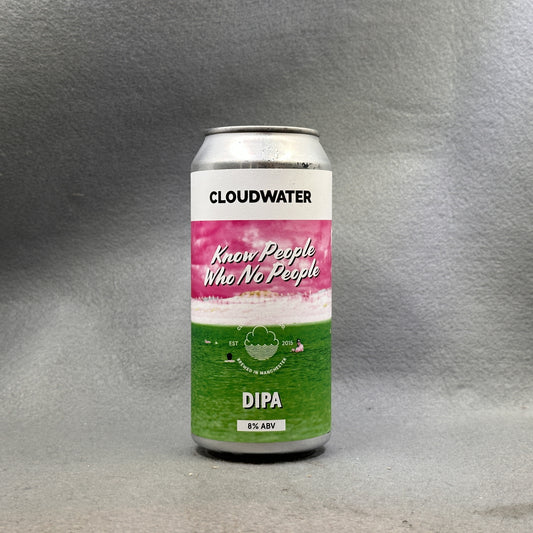 CLOUDWATER
Know People
Who No People
EST 2015
BREWED IN MANCHESTER
DIPA
8% ABV